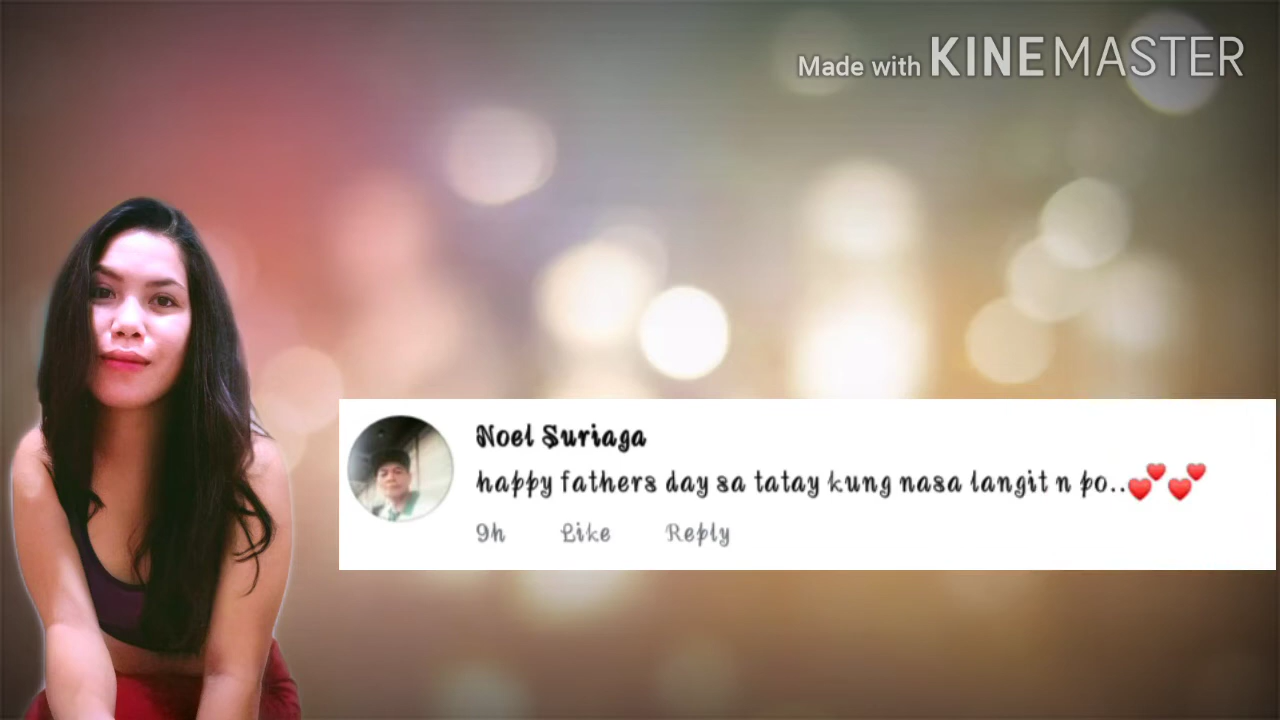 Made with KINEMASTER
Noel Suriaga
happy fathers day sa tatay kung nasa langit n po..💕💕
9h Like Reply